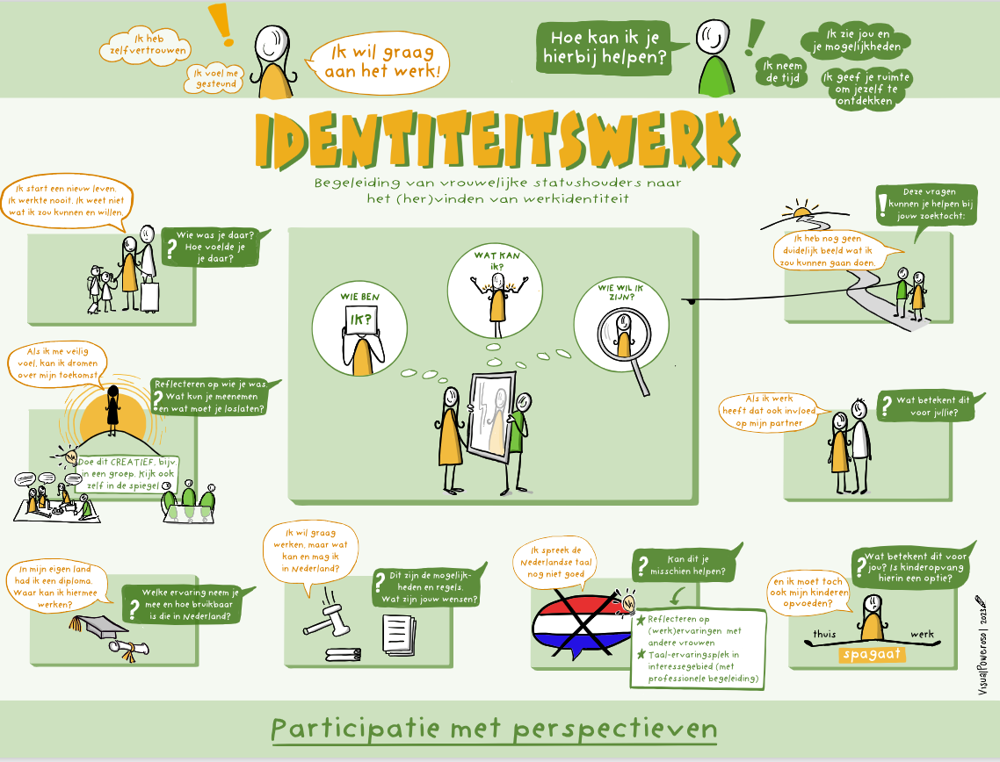 Ik heb
zelfvertrouwen
Ik voel me
gesteund
Ik wil graag
aan het werk!
Hoe kan ik je
hierbij helpen?
Ik zie jou en
je mogelijkheden
Ik neem
de tijd
Ik geef je ruimte
om jezelf te
ontdekken
IDENTITEITSWERK
Begeleiding van vrouwelijke statushouders naar
het (her)vinden van werkidentiteit
Ik start een nieuw leven.
Ik werkte nooit. Ik weet niet
wat ik zou kunnen en willen.
? Wie was je daar?
Hoe voelde je
je daar?
WIE BEN
IK?
WAT KAN
IK?
WIE WIL IK
ZIJN?
! Deze vragen
kunnen je helpen bij
jouw zoektocht:
Ik heb nog geen
duidelijk beeld wat ik
zou kunnen gaan doen.
Als ik me veilig
voel, kan ik dromen
over mijn toekomst
Reflecteren op wie je was.
? Wat kun je meenemen
en wat moet je loslaten?
Doe dit CREATIEF, bijv.
in een groep. Kijk ook
zelf in de spiegel
Als ik werk
heeft dat ook invloed
op mijn partner
? Wat betekent dit
voor jullie?
In mijn eigen land
had ik een diploma.
Waar kan ik hiermee
werken?
? Welke ervaring neem je
mee en hoe bruikbaar
is die in Nederland?
Ik wil graag
werken, maar wat
kan en mag ik
in Nederland?
? Dit zijn de mogelijk-
heden en regels.
Wat zijn jouw wensen?
Ik spreek de
Nederlandse taal
nog niet goed
? Kan dit je
misschien helpen?
Reflecteren op
(werk)ervaringen met
andere vrouwen
Taal-ervaringsplek in
interessegebied (met
professionele begeleiding)
en ik moet toch
ook mijn kinderen
opvoeden?
? Wat betekent dit voor
jou? Is kinderopvang
hierin een optie?
thuis
werk
spagaat
VisualPower050 | 2023
Participatie met perspectieven